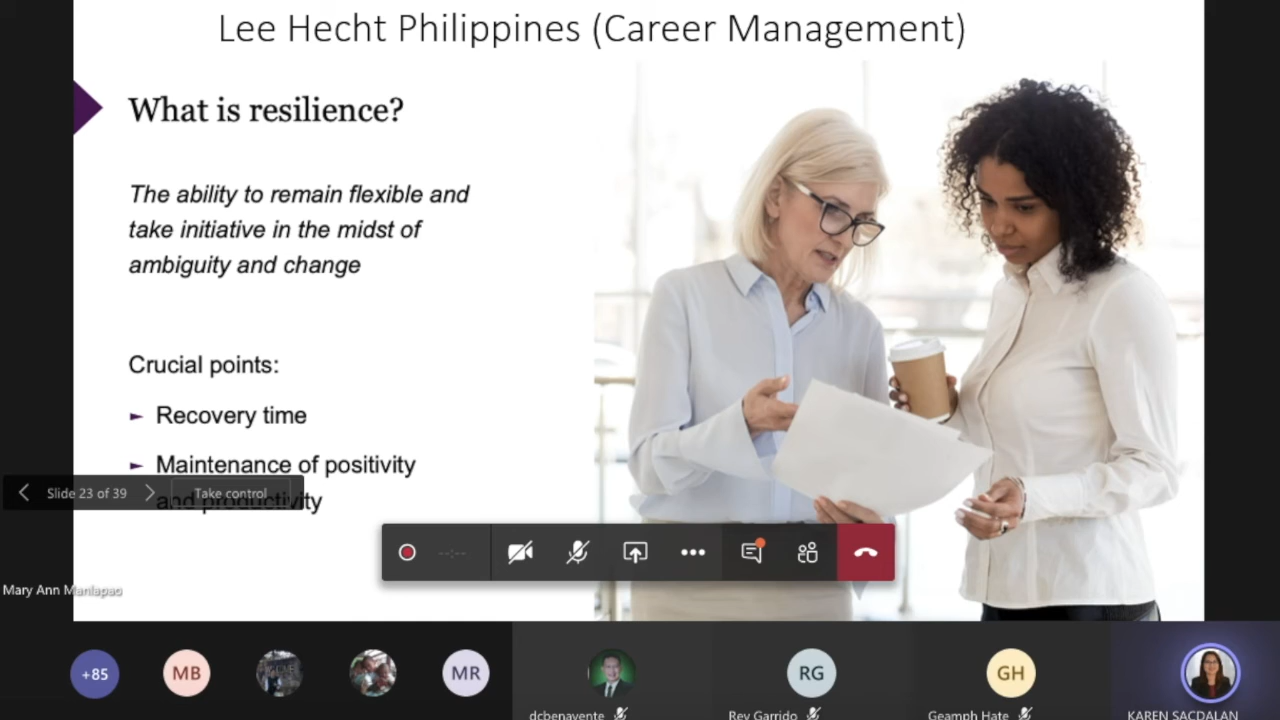 Lee Hecht Philippines (Career Management)
What is resilience?
The ability to remain flexible and
take initiative in the midst of
ambiguity and change
Crucial points:
► Recovery time
► Maintenance of positivity
and productivity
Slide 23 of 39
Take control
--:--
Mary Ann Manlapao
+85
MB
MR
RG
GH
dcbenavente
Rey Garrido
Geamph Hate
KAREN SACDALAN